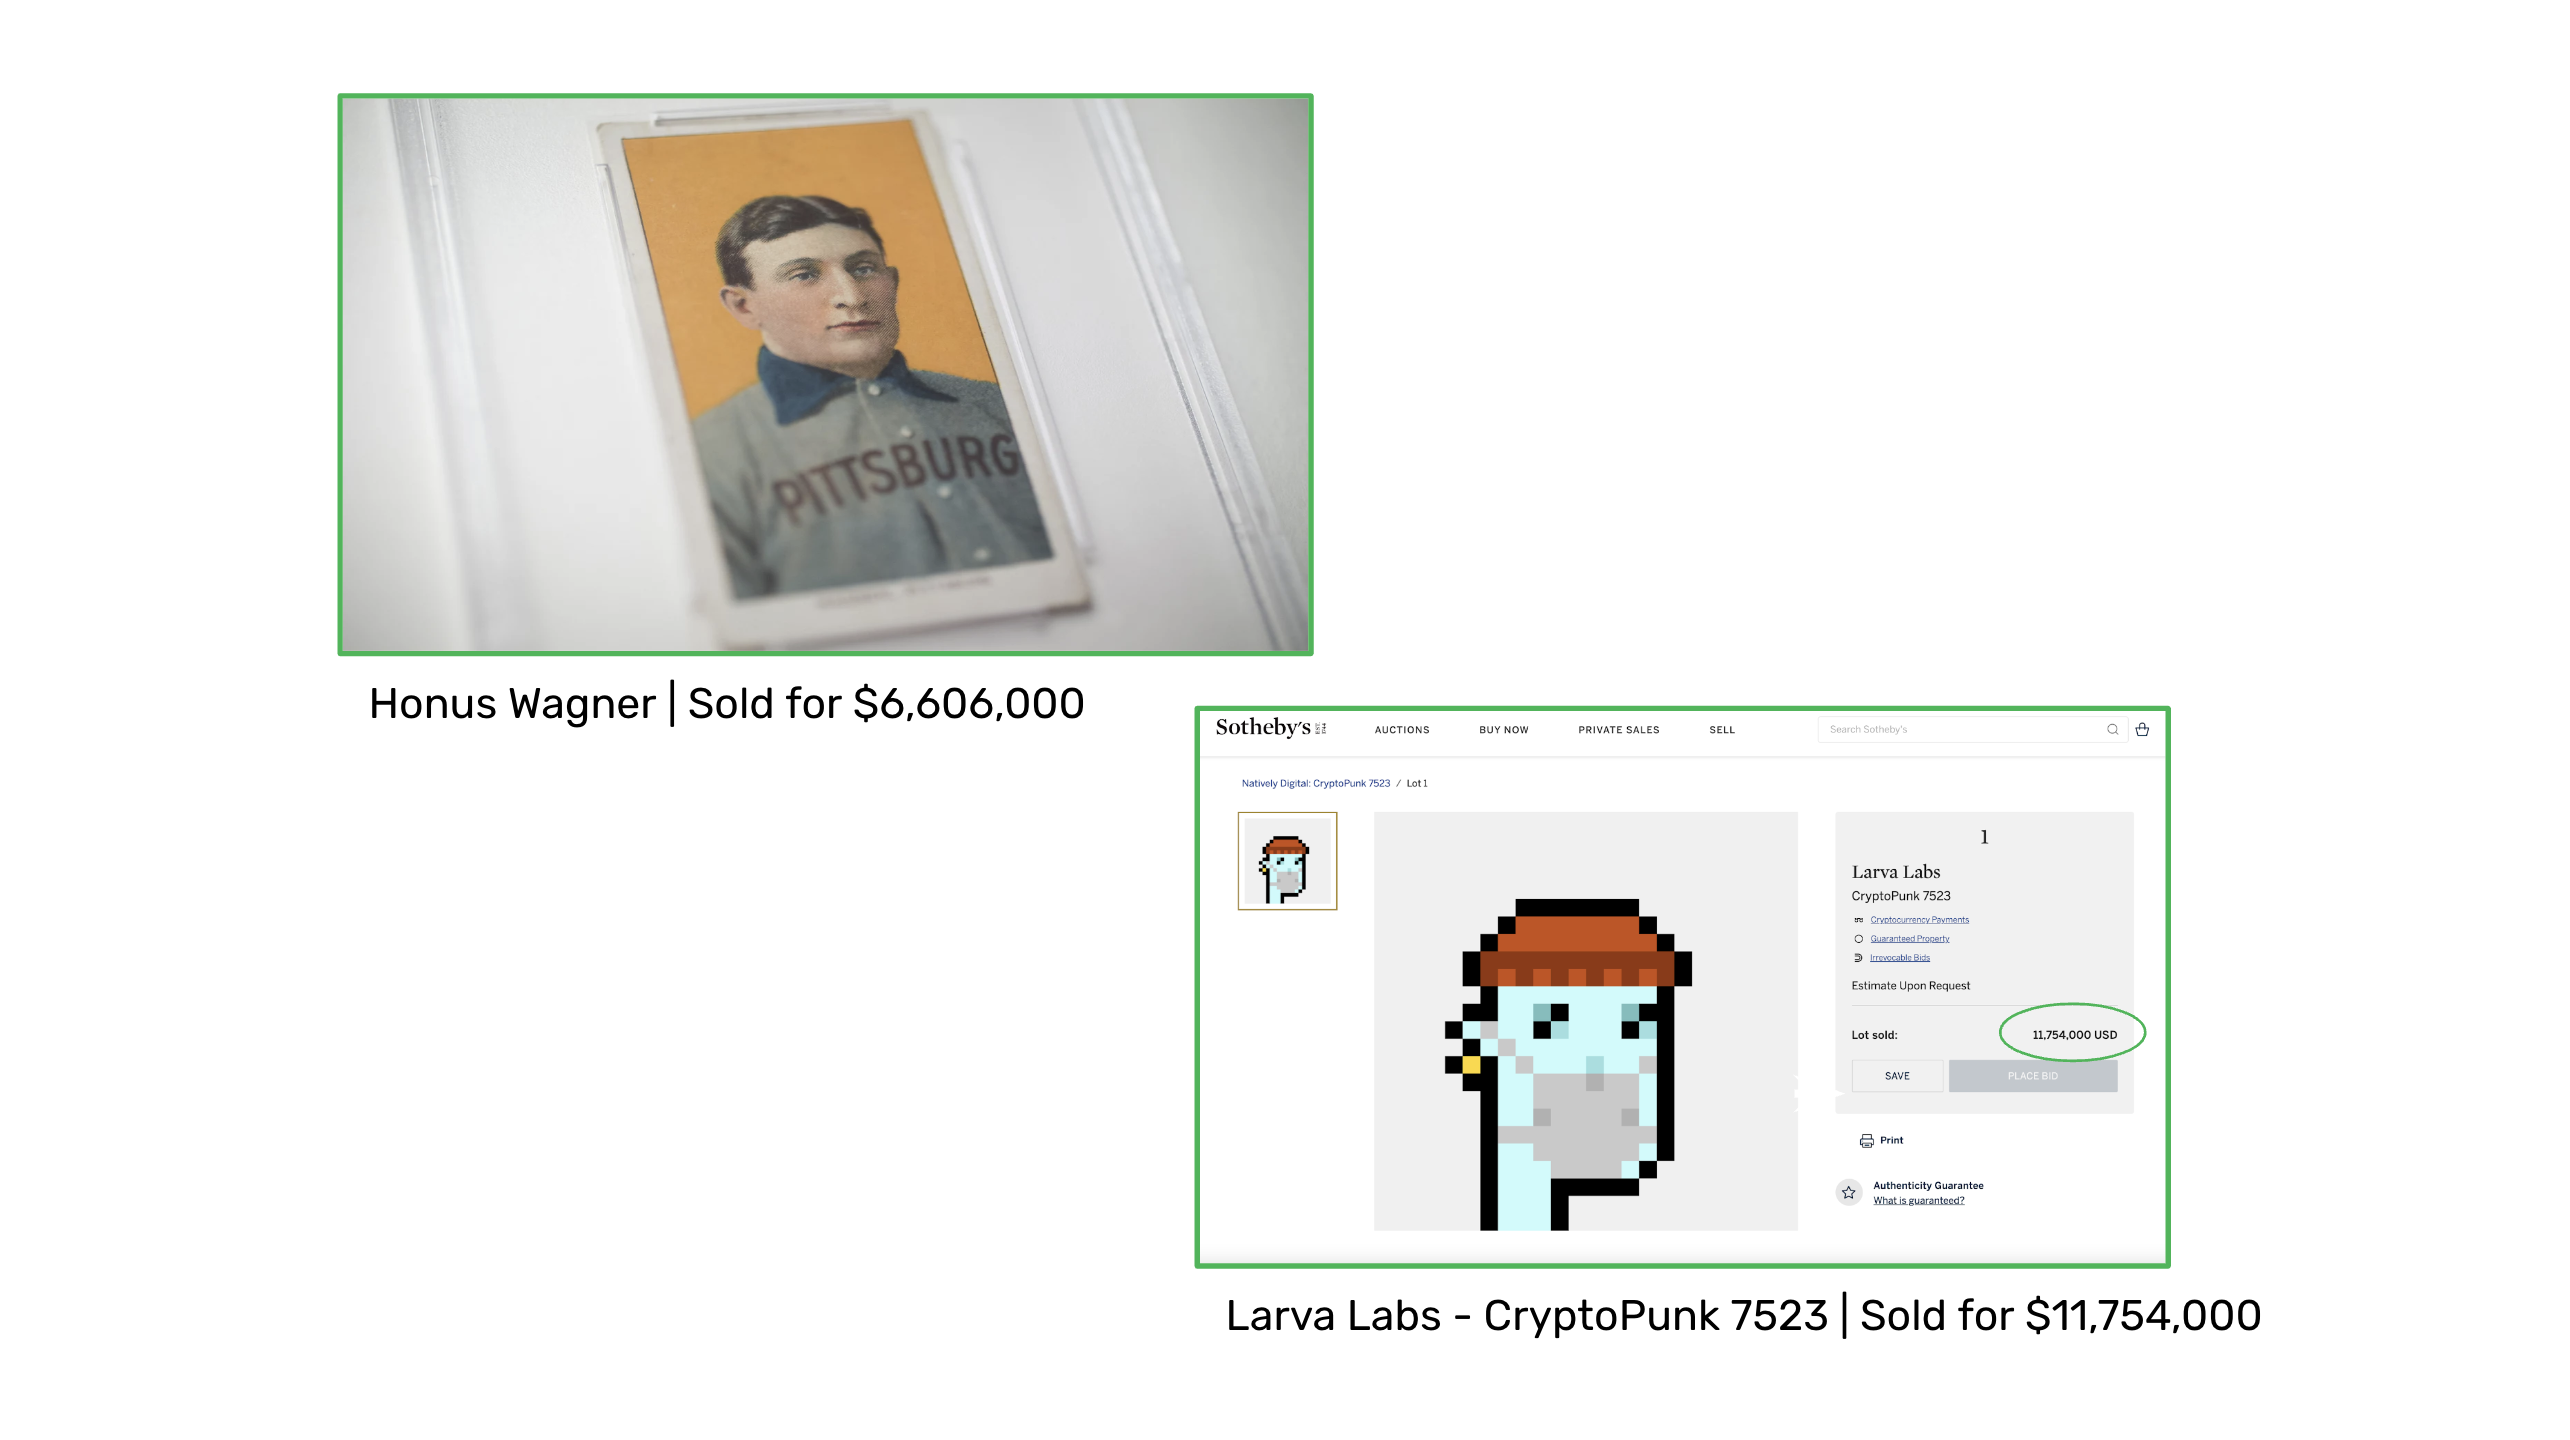 PITTSBURG
Honus Wagner | Sold for $6,606,000
Sotheby's EST. 1744
AUCTIONS
BUY NOW
PRIVATE SALES
SELL
Search Sotheby's
Natively Digital: CryptoPunk 7523 / Lot 1
1
Larva Labs
CryptoPunk 7523
Cryptocurrency Payments
Guaranteed Property
Irrevocable Bids
Estimate Upon Request
Lot sold: 11,754,000 USD
SAVE
PLACE BID
Print
Authenticity Guarantee
What is guaranteed?
Larva Labs - CryptoPunk 7523 | Sold for $11,754,000